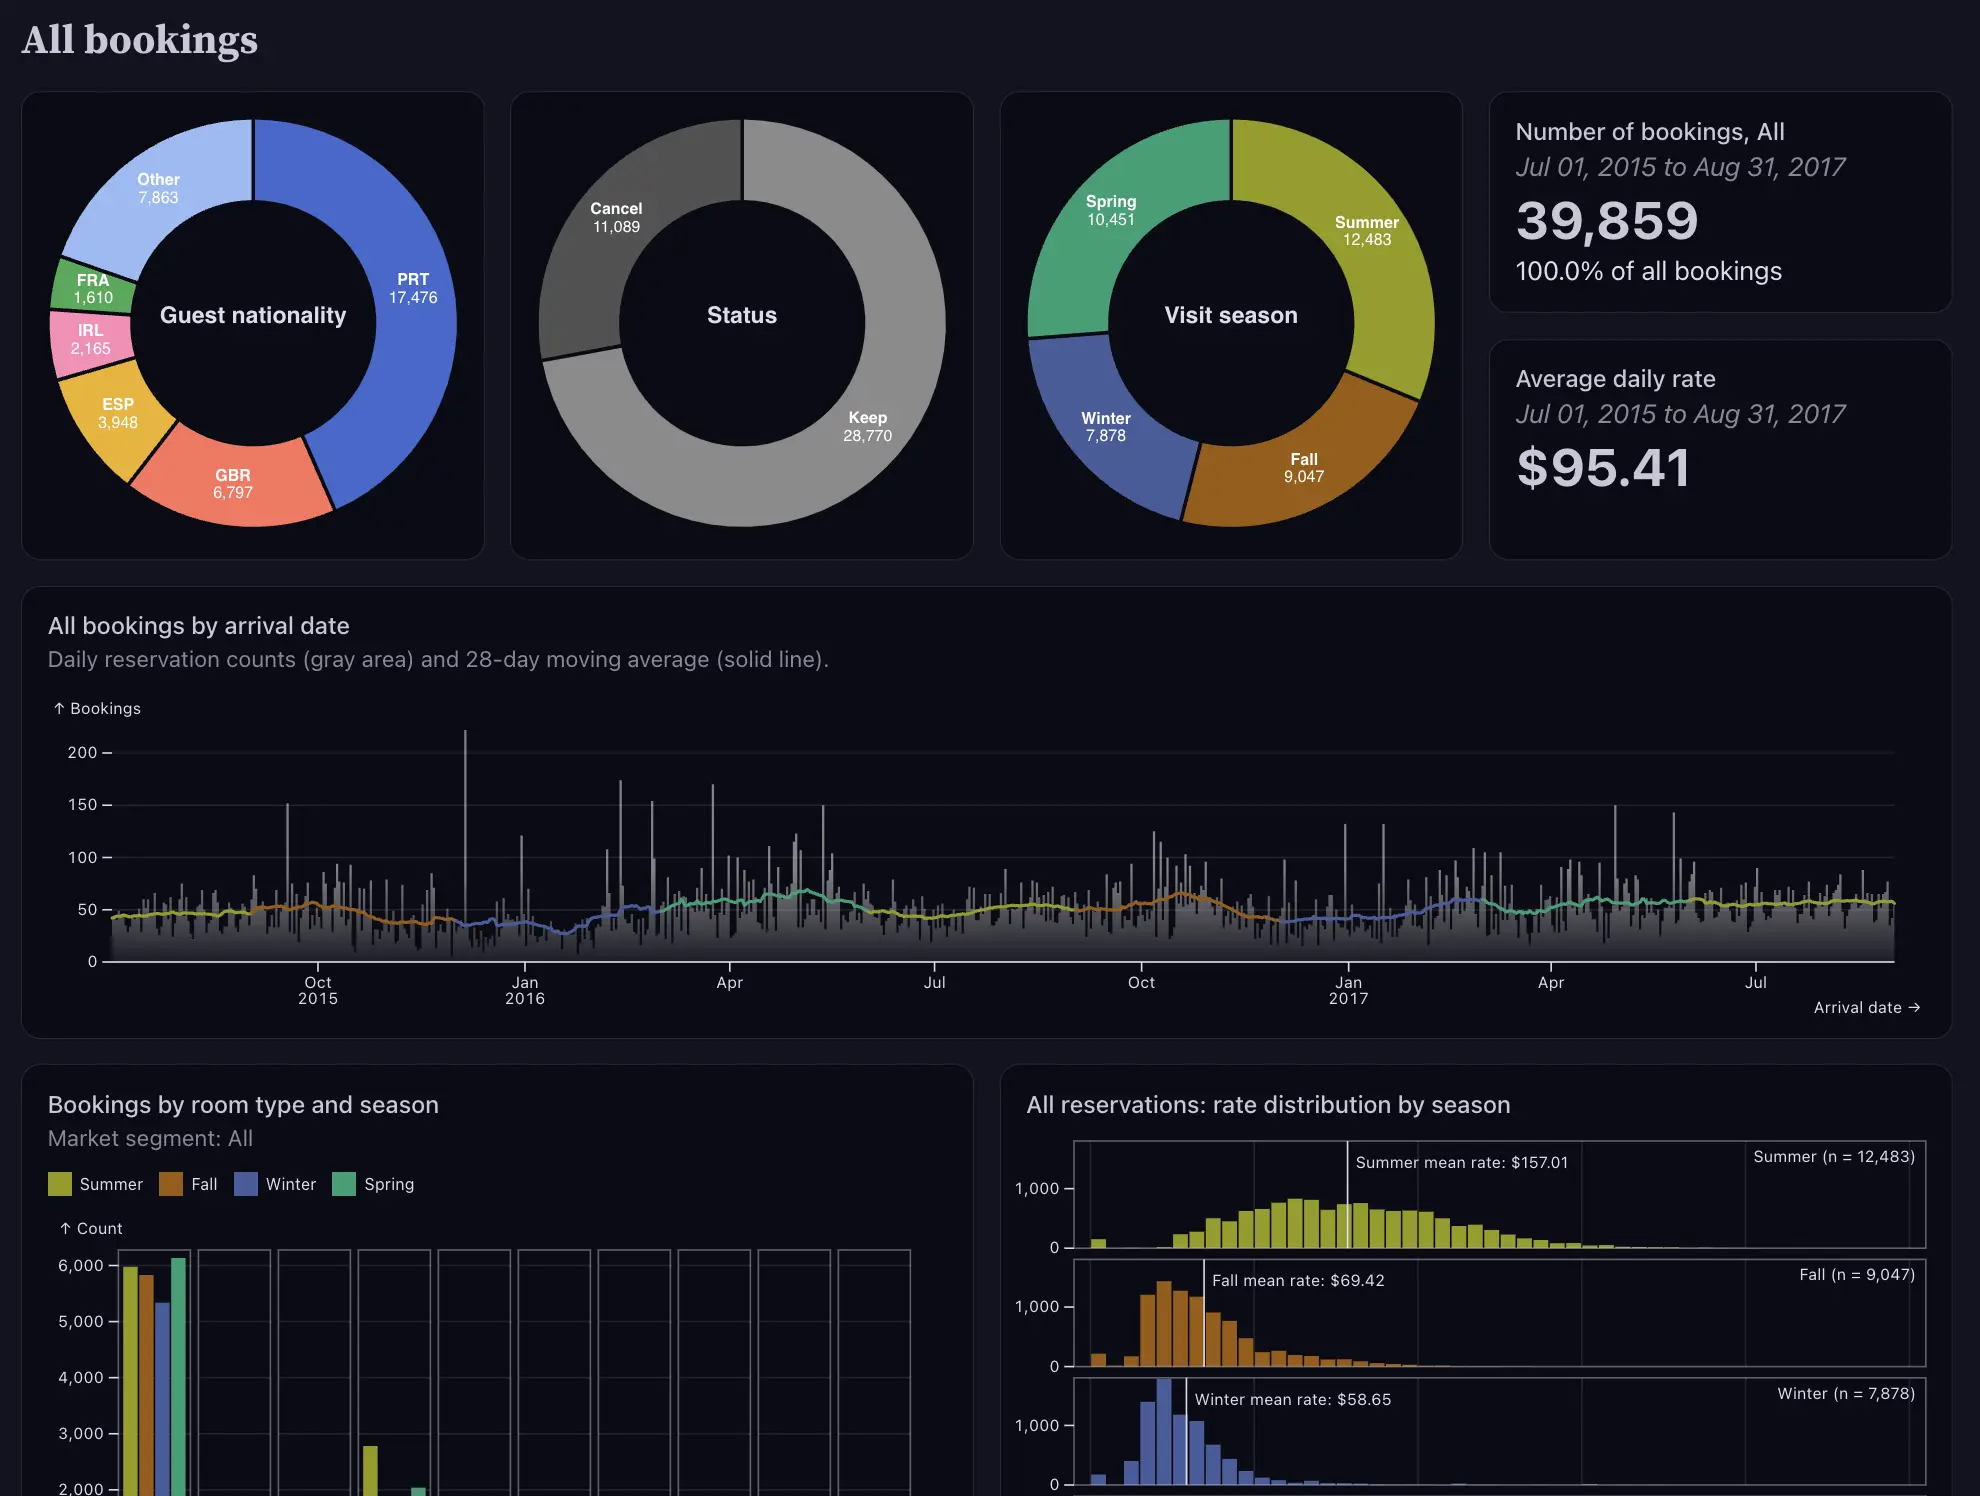 All bookings
Other
7,863
FRA
1,610
IRL
2,165
ESP
3,948
GBR
6,797
PRT
17,476
Guest nationality
Cancel
11,089
Keep
28,770
Status
Spring
10,451
Summer
12,483
Winter
7,878
Fall
9,047
Visit season
Number of bookings, All
Jul 01, 2015 to Aug 31, 2017
39,859
100.0% of all bookings
Average daily rate
Jul 01, 2015 to Aug 31, 2017
$95.41
All bookings by arrival date
Daily reservation counts (gray area) and 28-day moving average (solid line).
↑ Bookings
200
150
100
50
0
Oct
2015
Jan
2016
Apr
Jul
Oct
Jan
2017
Apr
Jul
Arrival date →
Bookings by room type and season
Market segment: All
Summer Fall Winter Spring
↑ Count
6,000
5,000
4,000
3,000
2,000
All reservations: rate distribution by season
Summer mean rate: $157.01
Summer (n = 12,483)
1,000
0
Fall mean rate: $69.42
Fall (n = 9,047)
1,000
0
Winter mean rate: $58.65
Winter (n = 7,878)
1,000
0